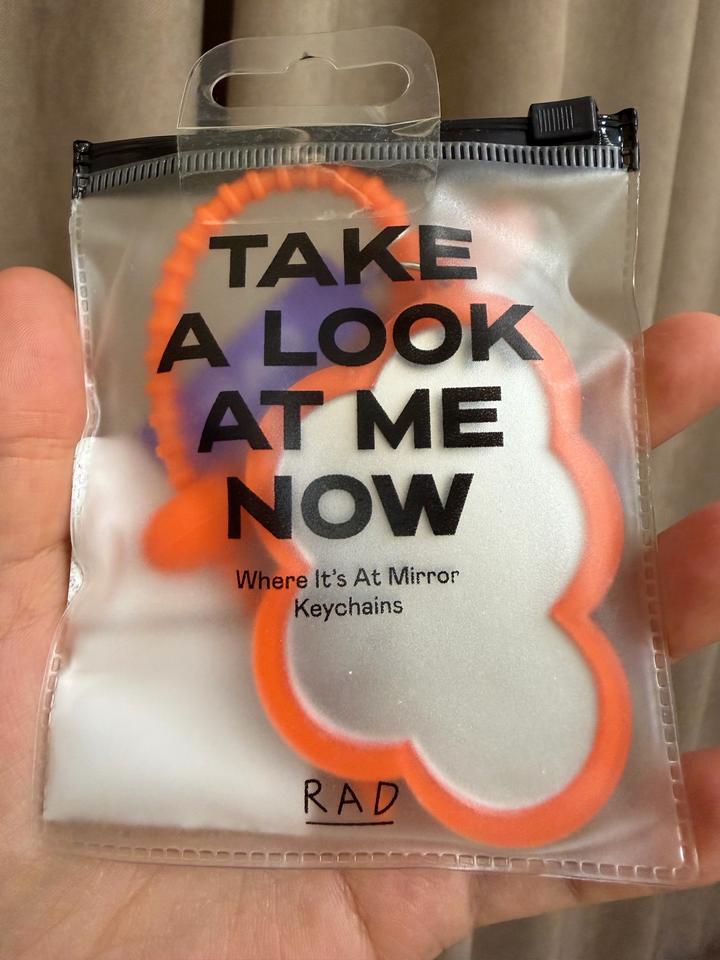 TAKE
A LOOK
AT ME
NOW
Where It's At Mirror
Keychains
RAD